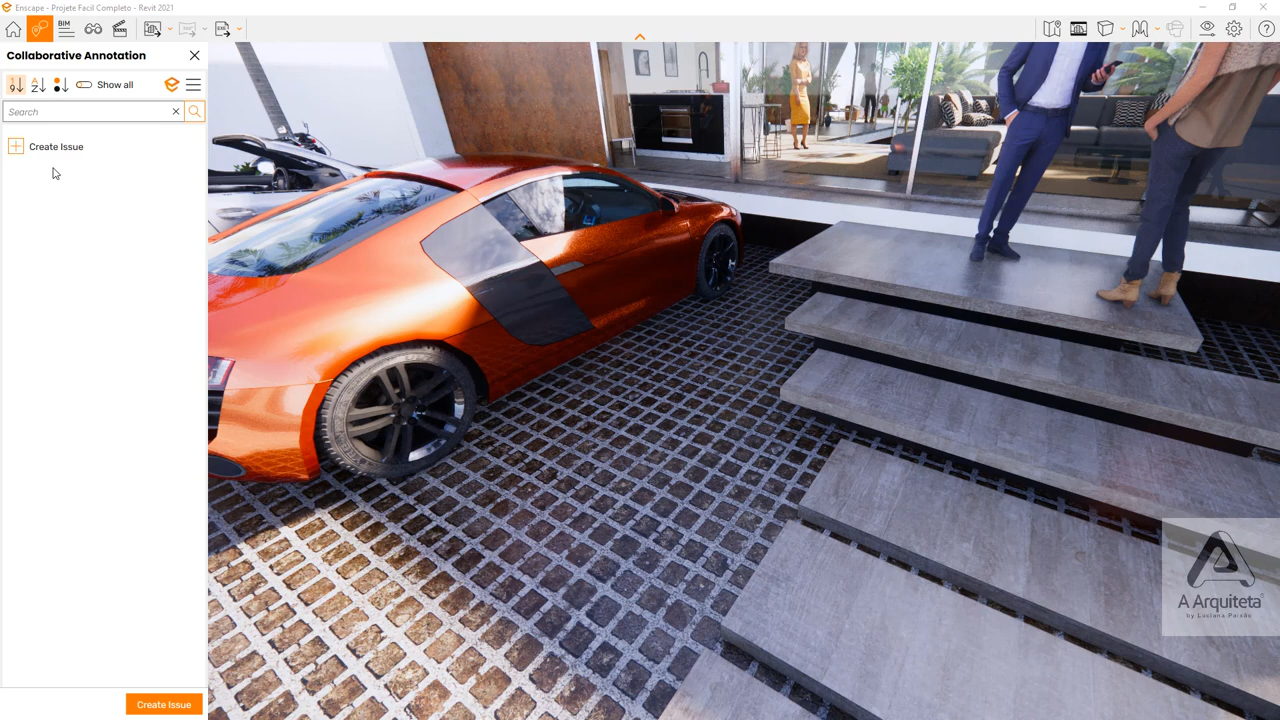 Enscape - Projete Facil Completo - Revit 2021
BIM
Collaborative Annotation
Show all
Search
Create Issue
Create Issue
A Arquiteta
by Luciana Paixão